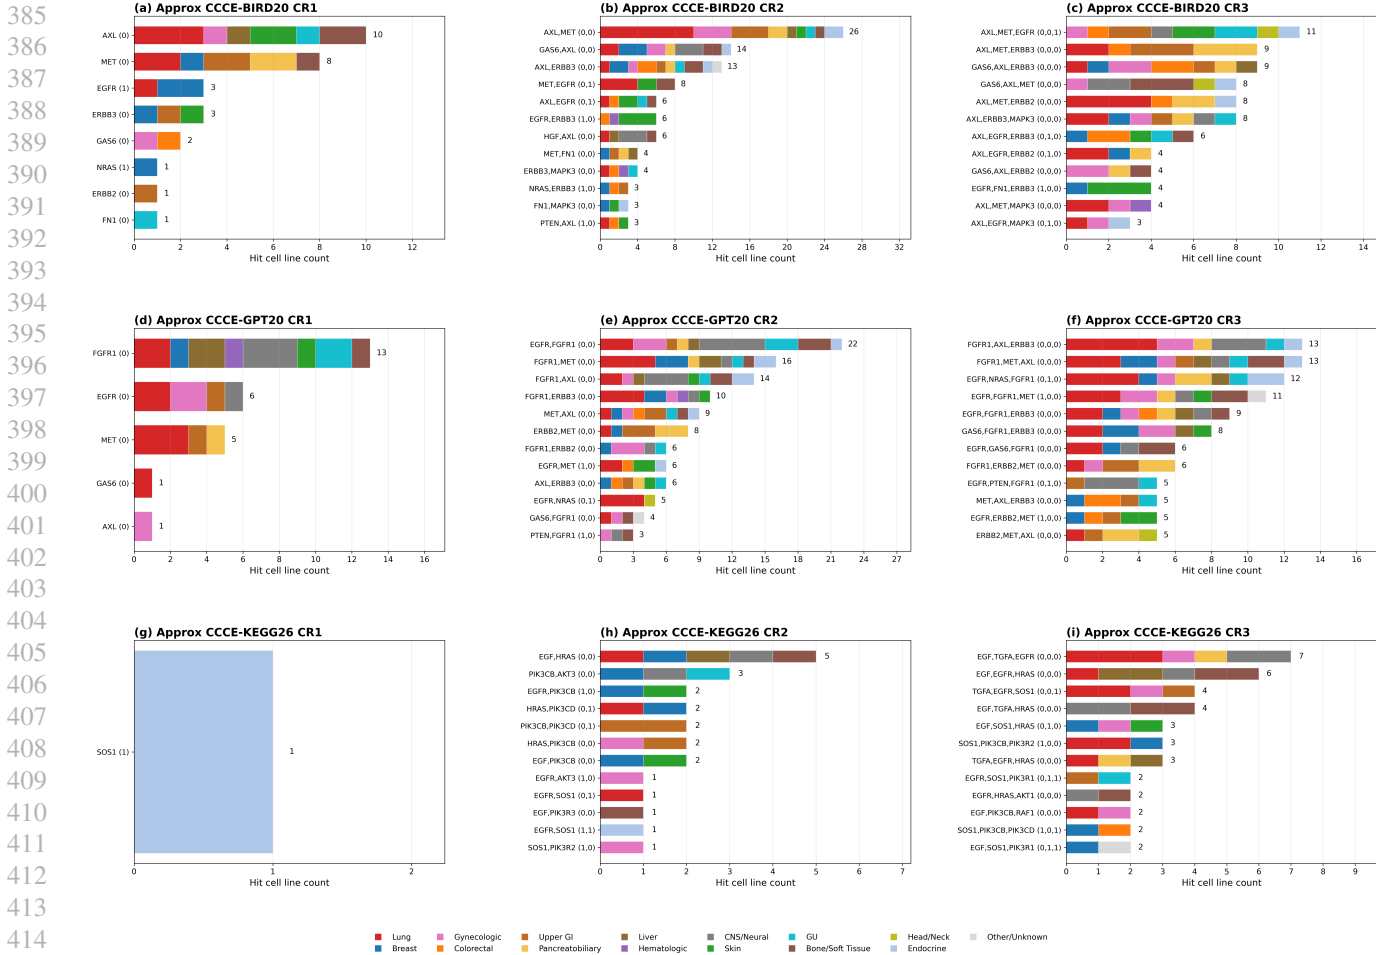 385
386
387
388
389
390
391
392
393
394
395
396
397
398
399
400
401
402
403
404
405
406
407
408
409
410
411
412
413
414
(a) Approx CCCE-BIRD20 CR1
AXL (0) 10
MET (0) 8
EGFR (1) 3
ERBB3 (0) 3
GAS6 (0) 2
NRAS (1) 1
ERBB2 (0) 1
FN1 (0) 1
0 2 4 6 8 10 12
Hit cell line count
(b) Approx CCCE-BIRD20 CR2
AXL,MET (0,0) 26
GAS6,AXL (0,0) 14
AXL,ERBB3 (0,0) 13
MET,EGFR (0,1) 8
AXL,EGFR (0,1) 6
EGFR,ERBB3 (1,0) 6
HGF,AXL (0,0) 6
MET,FN1 (0,0) 4
ERBB3,MAPK3 (0,0) 4
NRAS,ERBB3 (1,0) 3
FN1,MAPK3 (0,0) 3
PTEN,AXL (1,0) 3
0 4 8 12 16 20 24 28 32
Hit cell line count
(c) Approx CCCE-BIRD20 CR3
AXL,MET,EGFR (0,0,1) 11
AXL,MET,ERBB3 (0,0,0) 9
GAS6,AXL,ERBB3 (0,0,0) 9
GAS6,AXL,MET (0,0,0) 8
AXL,MET,ERBB2 (0,0,0) 8
AXL,ERBB3,MAPK3 (0,0,0) 8
AXL,EGFR,ERBB3 (0,1,0) 6
AXL,EGFR,ERBB2 (0,1,0) 4
GAS6,AXL,ERBB2 (0,0,0) 4
EGFR,FN1,ERBB3 (1,0,0) 4
AXL,MET,MAPK3 (0,0,0) 4
AXL,EGFR,MAPK3 (0,1,0) 3
0 2 4 6 8 10 12 14
Hit cell line count
(d) Approx CCCE-GPT20 CR1
FGFR1 (0) 13
EGFR (0) 6
MET (0) 5
GAS6 (0) 1
AXL (0) 1
0 2 4 6 8 10 12 14 16
Hit cell line count
(e) Approx CCCE-GPT20 CR2
EGFR,FGFR1 (0,0) 22
FGFR1,MET (0,0) 16
FGFR1,AXL (0,0) 14
FGFR1,ERBB3 (0,0) 10
MET,AXL (0,0) 9
ERBB2,MET (0,0) 8
FGFR1,ERBB2 (0,0) 6
EGFR,MET (1,0) 6
AXL,ERBB3 (0,0) 6
EGFR,NRAS (0,1) 5
GAS6,FGFR1 (0,0) 4
PTEN,FGFR1 (1,0) 3
0 3 6 9 12 15 18 21 24 27
Hit cell line count
(f) Approx CCCE-GPT20 CR3
FGFR1,AXL,ERBB3 (0,0,0) 13
FGFR1,MET,AXL (0,0,0) 13
EGFR,NRAS,FGFR1 (0,1,0) 12
EGFR,FGFR1,MET (1,0,0) 11
EGFR,FGFR1,ERBB3 (0,0,0) 9
GAS6,FGFR1,ERBB3 (0,0,0) 8
EGFR,GAS6,FGFR1 (0,0,0) 6
FGFR1,ERBB2,MET (0,0,0) 6
EGFR,PTEN,FGFR1 (0,1,0) 5
MET,AXL,ERBB3 (0,0,0) 5
EGFR,ERBB2,MET (1,0,0) 5
ERBB2,MET,AXL (0,0,0) 5
0 2 4 6 8 10 12 14 16
Hit cell line count
(g) Approx CCCE-KEGG26 CR1
SOS1 (1) 1
0 1 2
Hit cell line count
(h) Approx CCCE-KEGG26 CR2
EGF,HRAS (0,0) 5
PIK3CB,AKT3 (0,0) 3
EGFR,PIK3CB (1,0) 2
HRAS,PIK3CD (0,1) 2
PIK3CB,PIK3CD (0,1) 2
HRAS,PIK3CB (0,0) 2
EGF,PIK3CB (0,0) 2
EGFR,AKT3 (1,0) 1
EGFR,SOS1 (0,1) 1
EGF,PIK3R3 (0,0) 1
EGFR,SOS1 (1,1) 1
SOS1,PIK3R2 (1,0) 1
0 1 2 3 4 5 6 7
Hit cell line count
(i) Approx CCCE-KEGG26 CR3
EGF,TGFA,EGFR (0,0,0) 7
EGF,EGFR,HRAS (0,0,0) 6
TGFA,EGFR,SOS1 (0,0,1) 4
EGF,TGFA,HRAS (0,0,0) 4
EGF,SOS1,HRAS (0,1,0) 3
SOS1,PIK3CB,PIK3R2 (1,0,0) 3
TGFA,EGFR,HRAS (0,0,0) 3
EGFR,SOS1,PIK3R1 (0,1,1) 2
EGFR,HRAS,AKT1 (0,0,0) 2
EGF,PIK3CB,RAF1 (0,0,0) 2
SOS1,PIK3CB,PIK3CD (1,0,1) 2
EGF,SOS1,PIK3R1 (0,1,1) 2
0 1 2 3 4 5 6 7 8 9
Hit cell line count
Lung Gynecologic Upper GI Liver CNS/Neural GU Head/Neck Other/Unknown
Breast Colorectal Pancreatobiliary Hematologic Skin Bone/Soft Tissue Endocrine